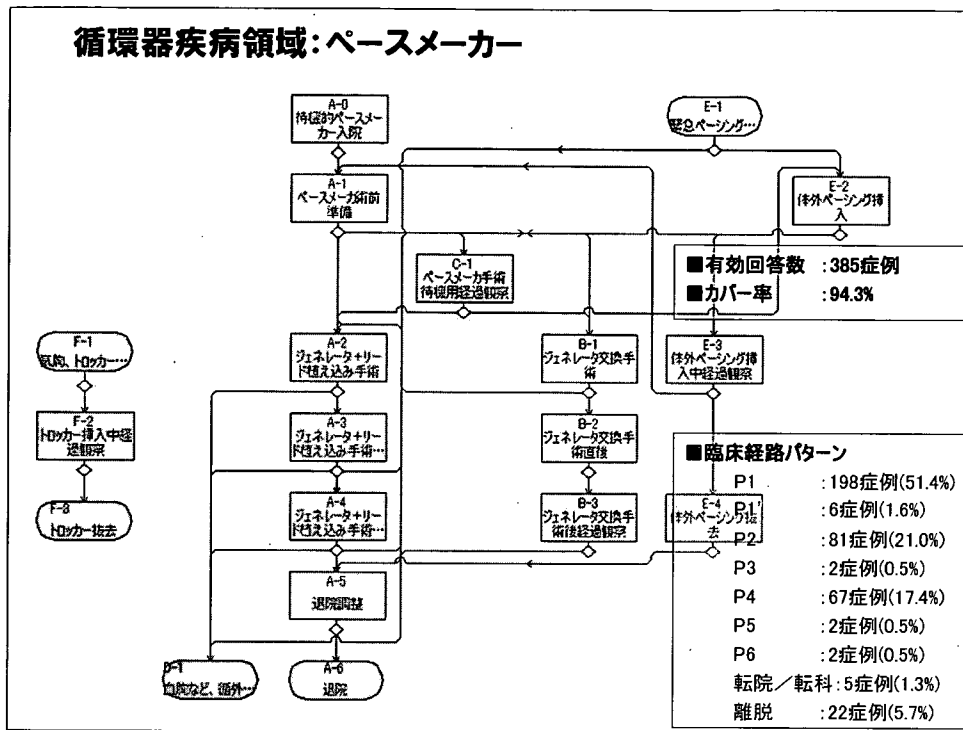 循環器疾病領域:ペースメーカー
A-0
待機的ペースメ
ーカー入院
E-1
緊急ペーシング…
A-1
ペースメーカ術前
準備
E-2
体外ペーシング挿
入
C-1
ペースメーカ手術
待機用経過観察
■有効回答数 :385症例
■カバー率 :94.3%
F-1
気胸、トロッカー…
A-2
ジェネレータ+リー
ド植え込み手術
B-1
ジェネレータ交換手
術
E-3
体外ペーシング挿
入中経過観察
F-2
トロッカー挿入中経
過観察
A-3
ジェネレータ+リー
ド植え込み手術…
B-2
ジェネレータ交換手
術直後
F-3
トロッカー抜去
A-4
ジェネレータ+リー
ド植え込み手術…
B-3
ジェネレータ交換手
術後経過観察
E-4
体外ペーシング抜
去
A-5
退院調整
D-1
A-6
退院
■臨床経路パターン
P1 :198症例(51.4%)
P1' :6症例(1.6%)
P2 :81症例(21.0%)
P3 :2症例(0.5%)
P4 :67症例(17.4%)
P5 :2症例(0.5%)
P6 :2症例(0.5%)
転院/転科:5症例(1.3%)
離脱 :22症例(5.7%)